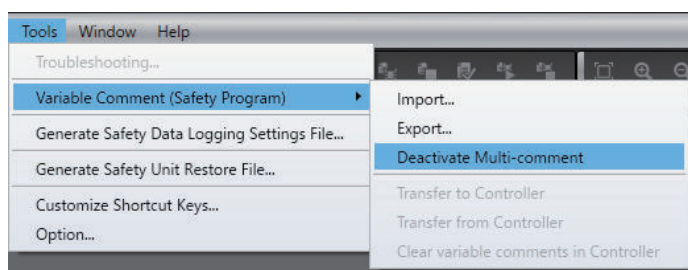 Tools Window Help
Troubleshooting...
Variable Comment (Safety Program)
Generate Safety Data Logging Settings File...
Generate Safety Unit Restore File...
Customize Shortcut Keys...
Option...
Import...
Export...
Deactivate Multi-comment
Transfer to Controller
Transfer from Controller
Clear variable comments in Controller